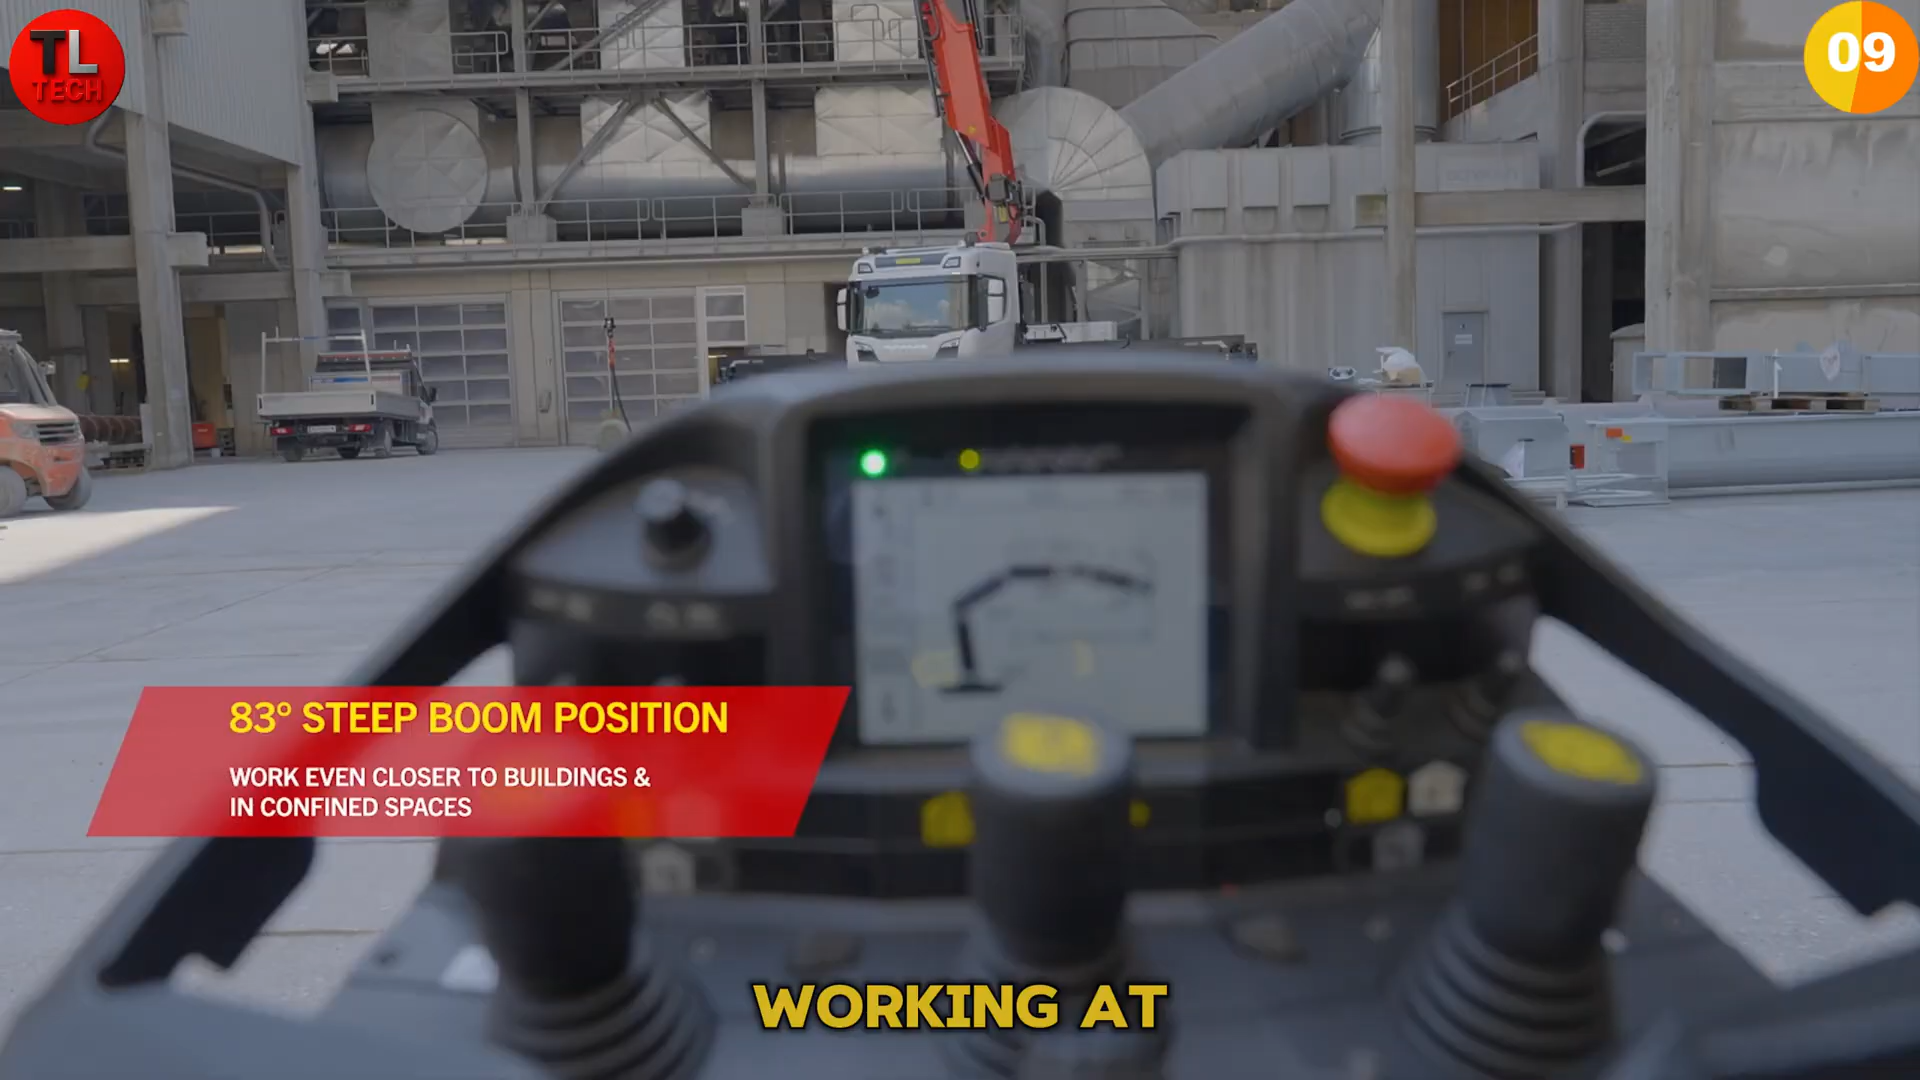 TL
TECH
09
83° STEEP BOOM POSITION
WORK EVEN CLOSER TO BUILDINGS &
IN CONFINED SPACES
WORKING AT